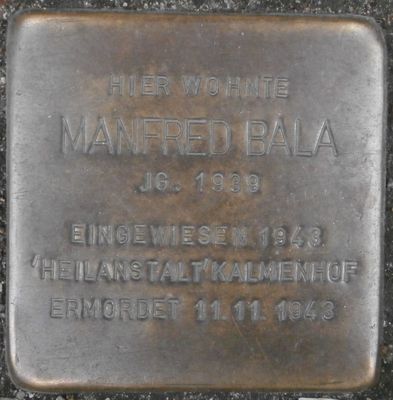 HIER WOHNTE
MANFRED BALA
JG. 1939
EINGEWIESEN 1943
'HEILANSTALT' KALMENHOF
ERMORDET 11.11.1943